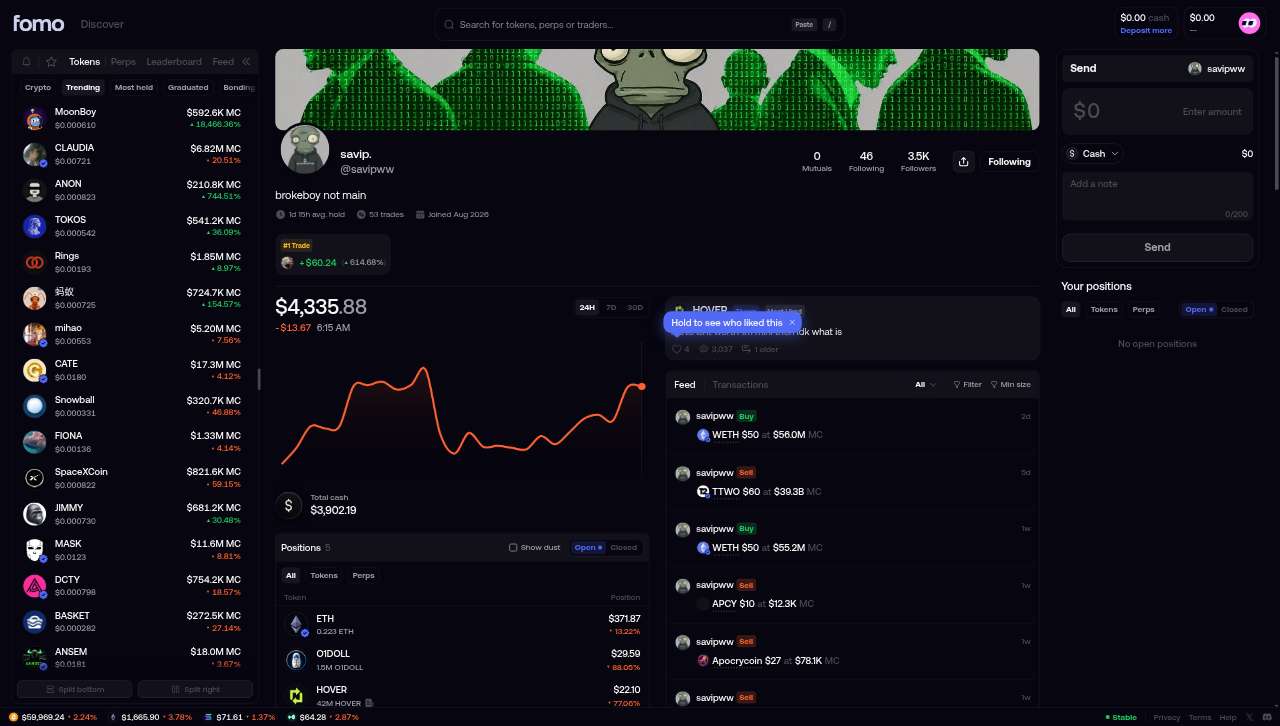 fomo
Discover
Search for tokens, perps or traders...
Paste
/
$0.00 cash
Deposit more
$0.00
—
Tokens Perps Leaderboard Feed
Crypto Trending Most held Graduated Bonding
MoonBoy $592.6K MC
$0.000610 18,466.36%
CLAUDIA $6.82M MC
$0.00721 20.51%
ANON $210.8K MC
$0.000823 744.51%
TOKOS $541.2K MC
$0.000542 36.09%
Rings $1.85M MC
$0.00193 8.97%
蚂蚁 $724.7K MC
$0.000725 154.57%
mihao $5.20M MC
$0.00553 7.56%
CATE $17.3M MC
$0.0180 4.12%
Snowball $320.7K MC
$0.000331 46.88%
FIONA $1.33M MC
$0.00136 4.14%
SpaceXCoin $821.6K MC
$0.000822 59.15%
JIMMY $681.2K MC
$0.000730 30.48%
MASK $11.6M MC
$0.0123 8.81%
DCTY $754.2K MC
$0.000798 18.57%
BASKET $272.5K MC
$0.000282 27.14%
ANSEM $18.0M MC
$0.0181 3.67%
Split bottom Split right
savip.
@savipww
0 Mutuals
46 Following
3.5K Followers
Following
brokeboy not main
1d 15h avg. hold 53 trades Joined Aug 2026
#1 Trade
+$60.24 614.68%
$4,335.88
24H 7D 30D
-$13.67 6:15 AM
Total cash
$3,902.19
Positions 5
Show dust
Open Closed
All Tokens Perps
Token Position
ETH $371.87
0.223 ETH 13.22%
O1DOLL $29.59
1.5M O1DOLL 88.05%
HOVER $22.10
42M HOVER 77.06%
HOVER
Hold to see who liked this ×
idk what is
4 3,037 1 older
Feed Transactions
All Filter Min size
savipww Buy 2d
WETH $50 at $56.0M MC
savipww Sell 5d
TTWO $60 at $39.3B MC
savipww Buy 1w
WETH $50 at $55.2M MC
savipww Sell 1w
APCY $10 at $12.3K MC
savipww Sell 1w
Apocrycoin $27 at $78.1K MC
savipww Sell 1w
Send savipww
$0 Enter amount
$ Cash $0
Add a note
0/200
Send
Your positions
All Tokens Perps Open Closed
No open positions
$59,969.24 2.24% $1,665.90 3.78% $71.61 1.37% $64.28 2.87%
Stable Privacy Terms Help